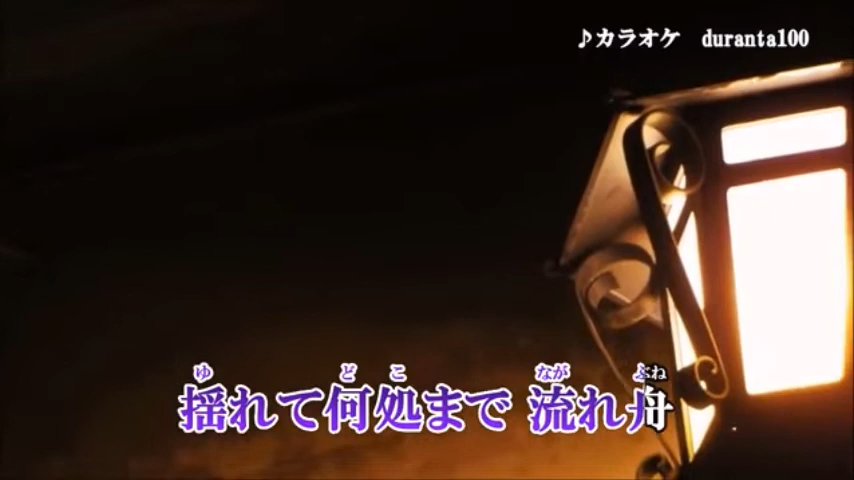 ♪カラオケ duranta100
ゆ ど こ なが ぶね
揺れて何処まで 流れ舟